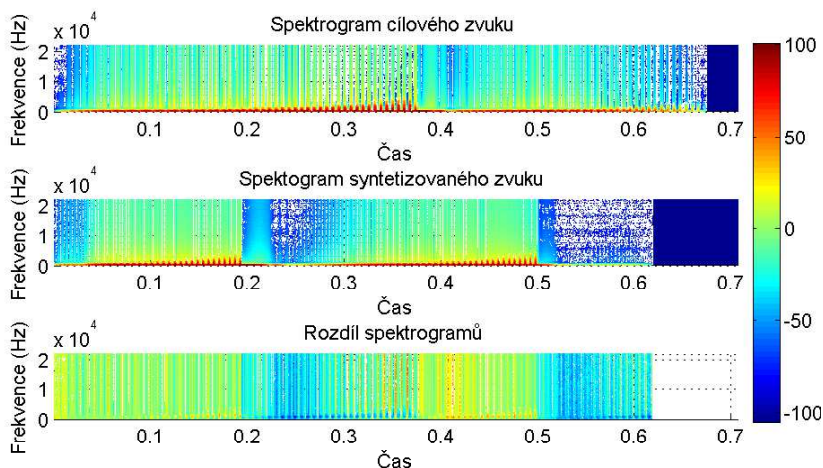 Spektrogram cílového zvuku
Frekvence (Hz)
x 10^4
2
1
0
0.1 0.2 0.3 0.4 0.5 0.6 0.7
Čas
Spektogram syntetizovaného zvuku
Frekvence (Hz)
x 10^4
2
1
0
0.1 0.2 0.3 0.4 0.5 0.6 0.7
Čas
Rozdíl spektrogramů
Frekvence (Hz)
x 10^4
2
1
0
0.1 0.2 0.3 0.4 0.5 0.6 0.7
Čas
100
50
0
-50
-100